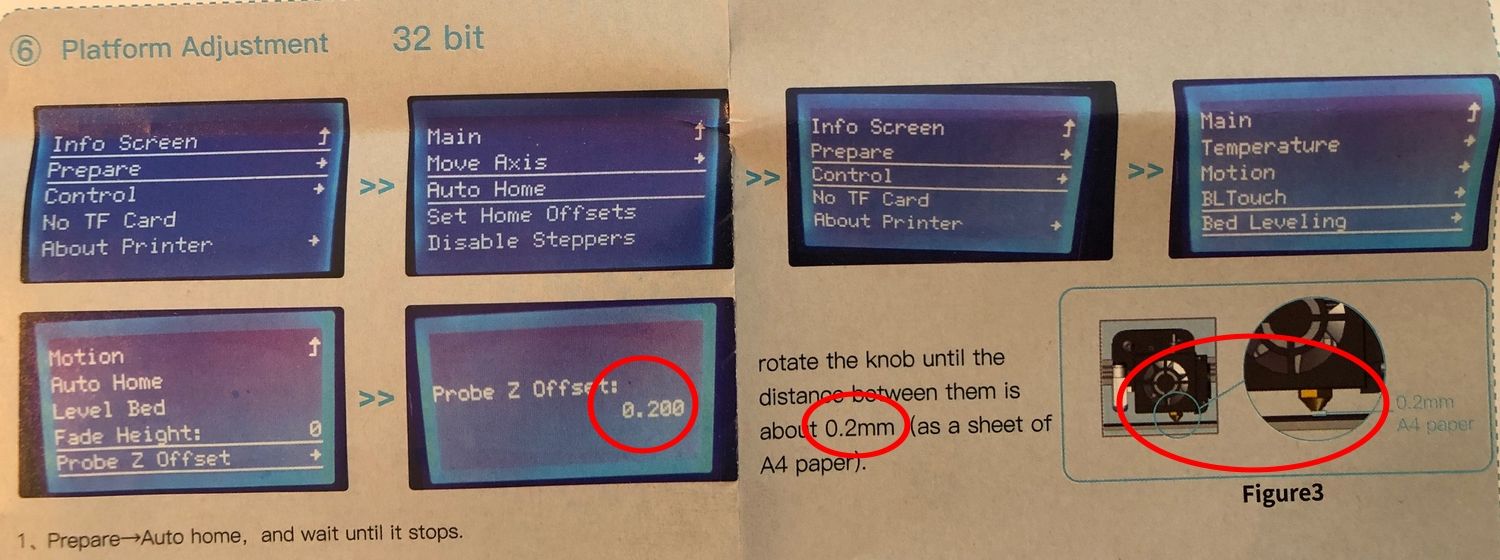 ⑥ Platform Adjustment 32 bit
Info Screen
Prepare
Control
No TF Card
About Printer
>>
Main
Move Axis
Auto Home
Set Home Offsets
Disable Steppers
>>
Info Screen
Prepare
Control
No TF Card
About Printer
>>
Main
Temperature
Motion
BLTouch
Bed Leveling
Motion
Auto Home
Level Bed
Fade Height: 0
Probe Z Offset
>>
Probe Z Offset:
0.200
rotate the knob until the
distance between them is
about 0.2mm (as a sheet of
A4 paper).
0.2mm
A4 paper
Figure3
1、Prepare→Auto home, and wait until it stops.